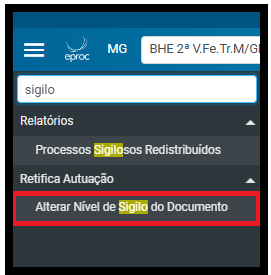 eproc MG BHE 2ª V.Fe.Tr.M/G
sigilo
Relatórios
Processos Sigilosos Redistribuídos
Retifica Autuação
Alterar Nível de Sigilo do Documento